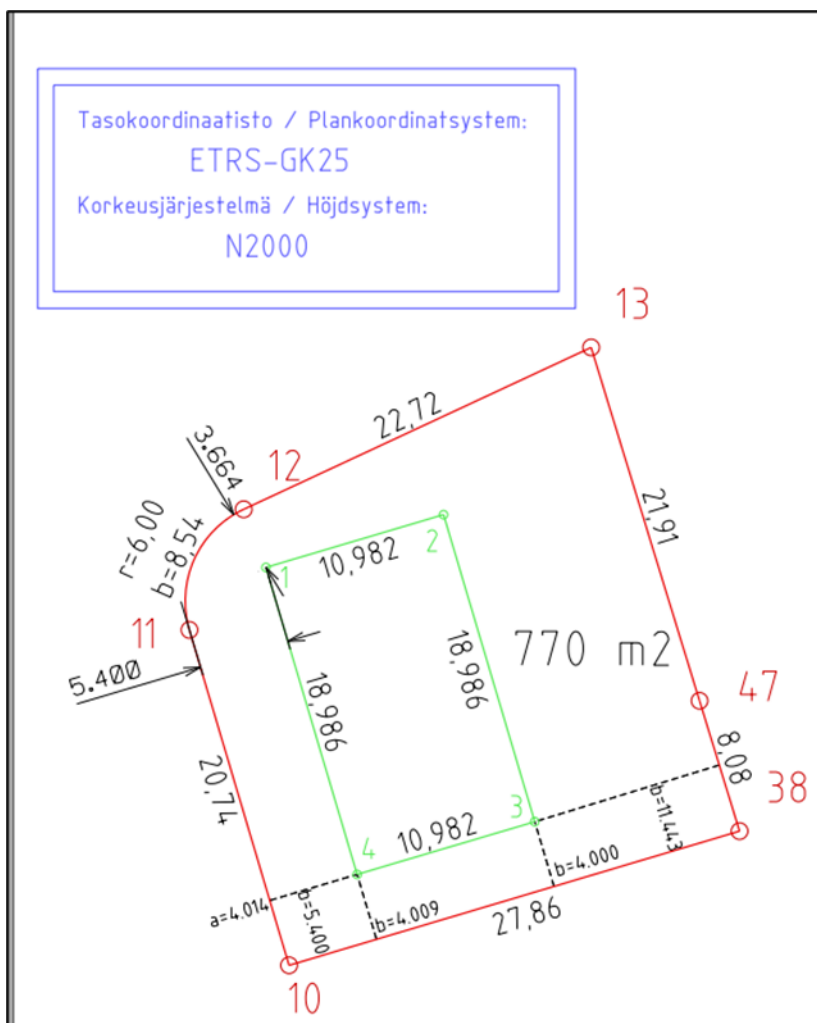 Tasokoordinaatisto / Plankoordinatsystem:
ETRS-GK25
Korkeusjärjestelmä / Höjdsystem:
N2000
13
22,72
3.664
12
r=6,00
b=8,54
21,91
1
10,982
2
11
770 m2
5.400
18,986
18,986
47
20,74
8,08
38
3
b=11.443
10,982
4
b=4.000
a=4.014
b=5.400
b=4.009
27,86
10